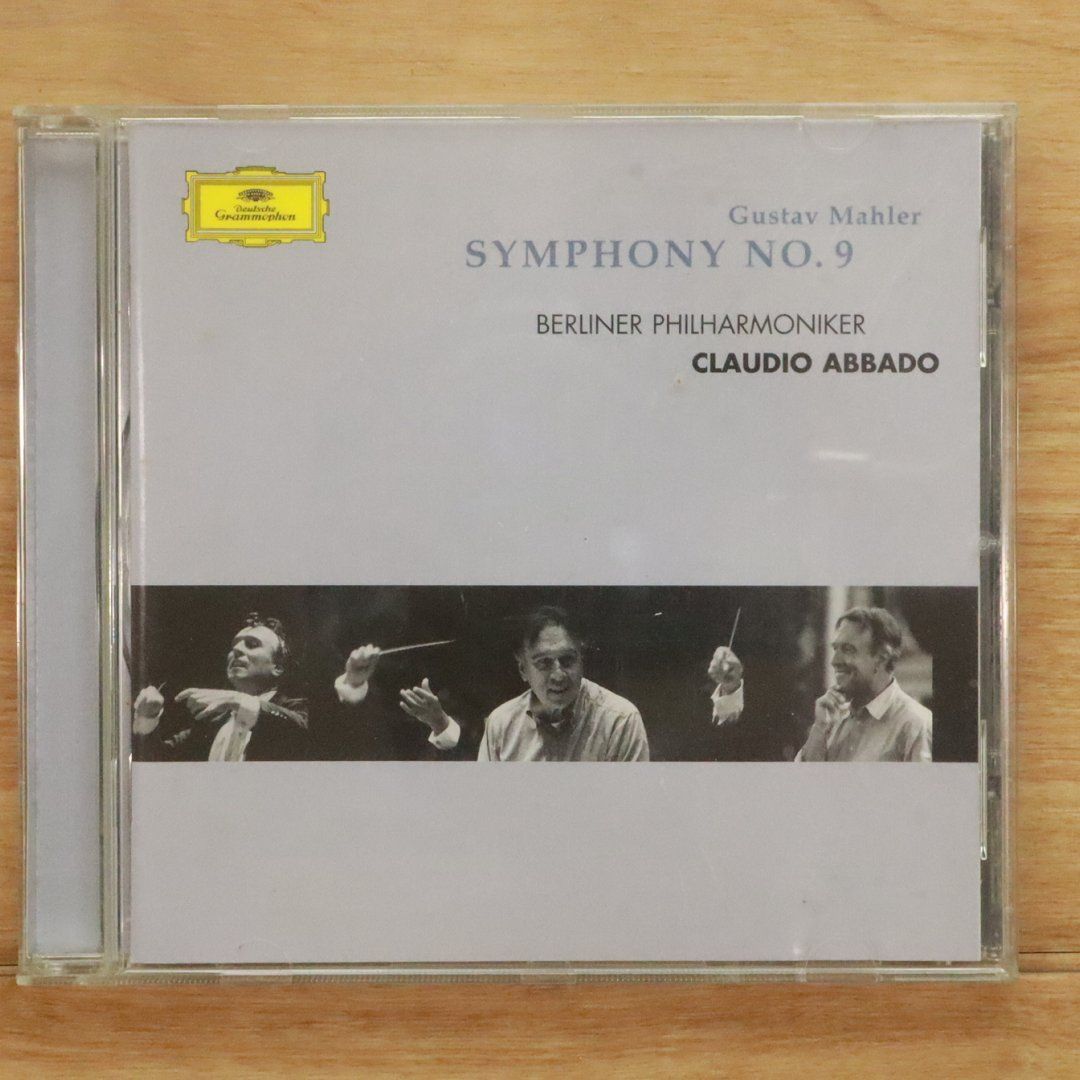 Deutsche
Grammophon
Gustav Mahler
SYMPHONY NO. 9
BERLINER PHILHARMONIKER
CLAUDIO ABBADO